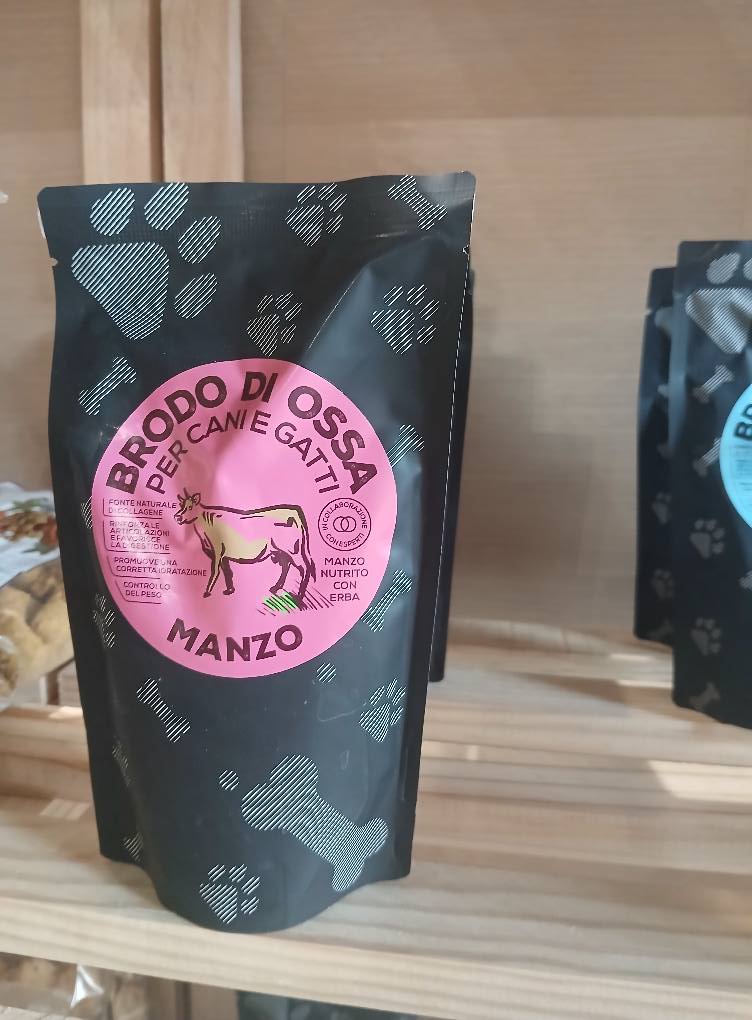 BRODO DI OSSA
PER CANI E GATTI
FONTE NATURALE
DI COLLAGENE
RINFORZA LE
ARTICOLAZIONI
E FAVORISCE
LA DIGESTIONE
PROMUOVE UNA
CORRETTA IDRATAZIONE
CONTROLLO
DEL PESO
IN COLLABORAZIONE
CON ESPERTI
MANZO
NUTRITO
CON
ERBA
MANZO